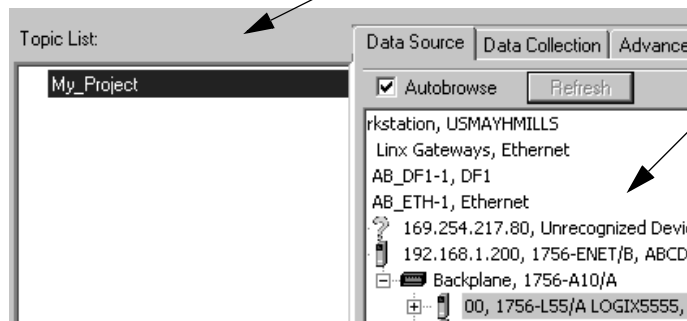 Topic List:
My_Project
Data Source
Data Collection
Advance
Autobrowse
Refresh
rkstation, USMAYHMILLS
Linx Gateways, Ethernet
AB_DF1-1, DF1
AB_ETH-1, Ethernet
169.254.217.80, Unrecognized Devi
192.168.1.200, 1756-ENET/B, ABCD
Backplane, 1756-A10/A
00, 1756-L55/A LOGIX5555,